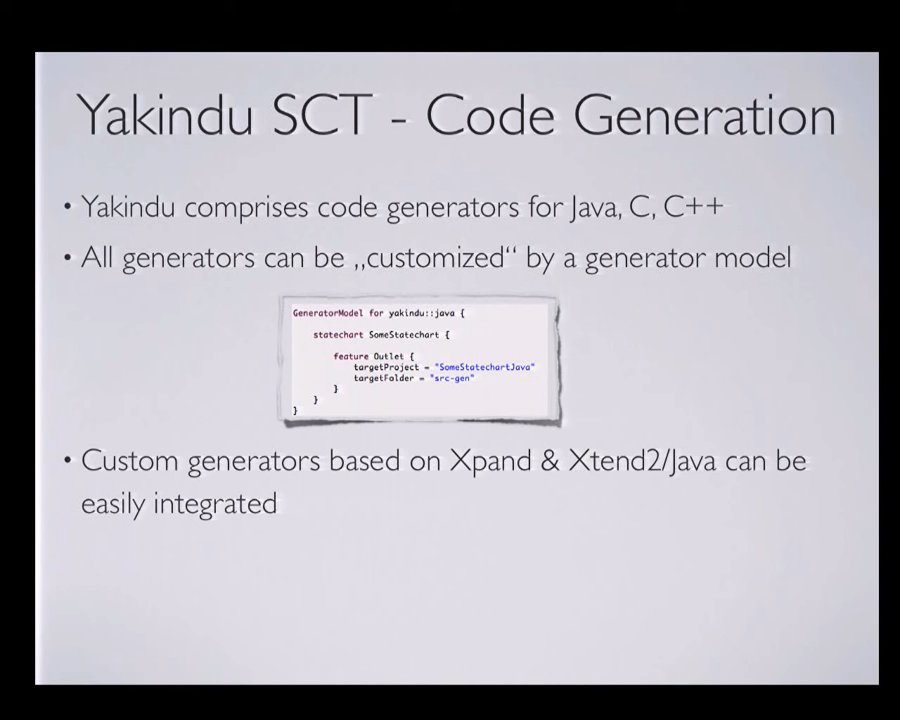 Yakindu SCT - Code Generation
• Yakindu comprises code generators for Java, C, C++
• All generators can be „customized“ by a generator model
GeneratorModel for yakindu::java {
statechart SomeStatechart {
feature Outlet {
targetProject = "SomeStatechartJava"
targetFolder = "src-gen"
}
}
}
• Custom generators based on Xpand & Xtend2/Java can be
easily integrated